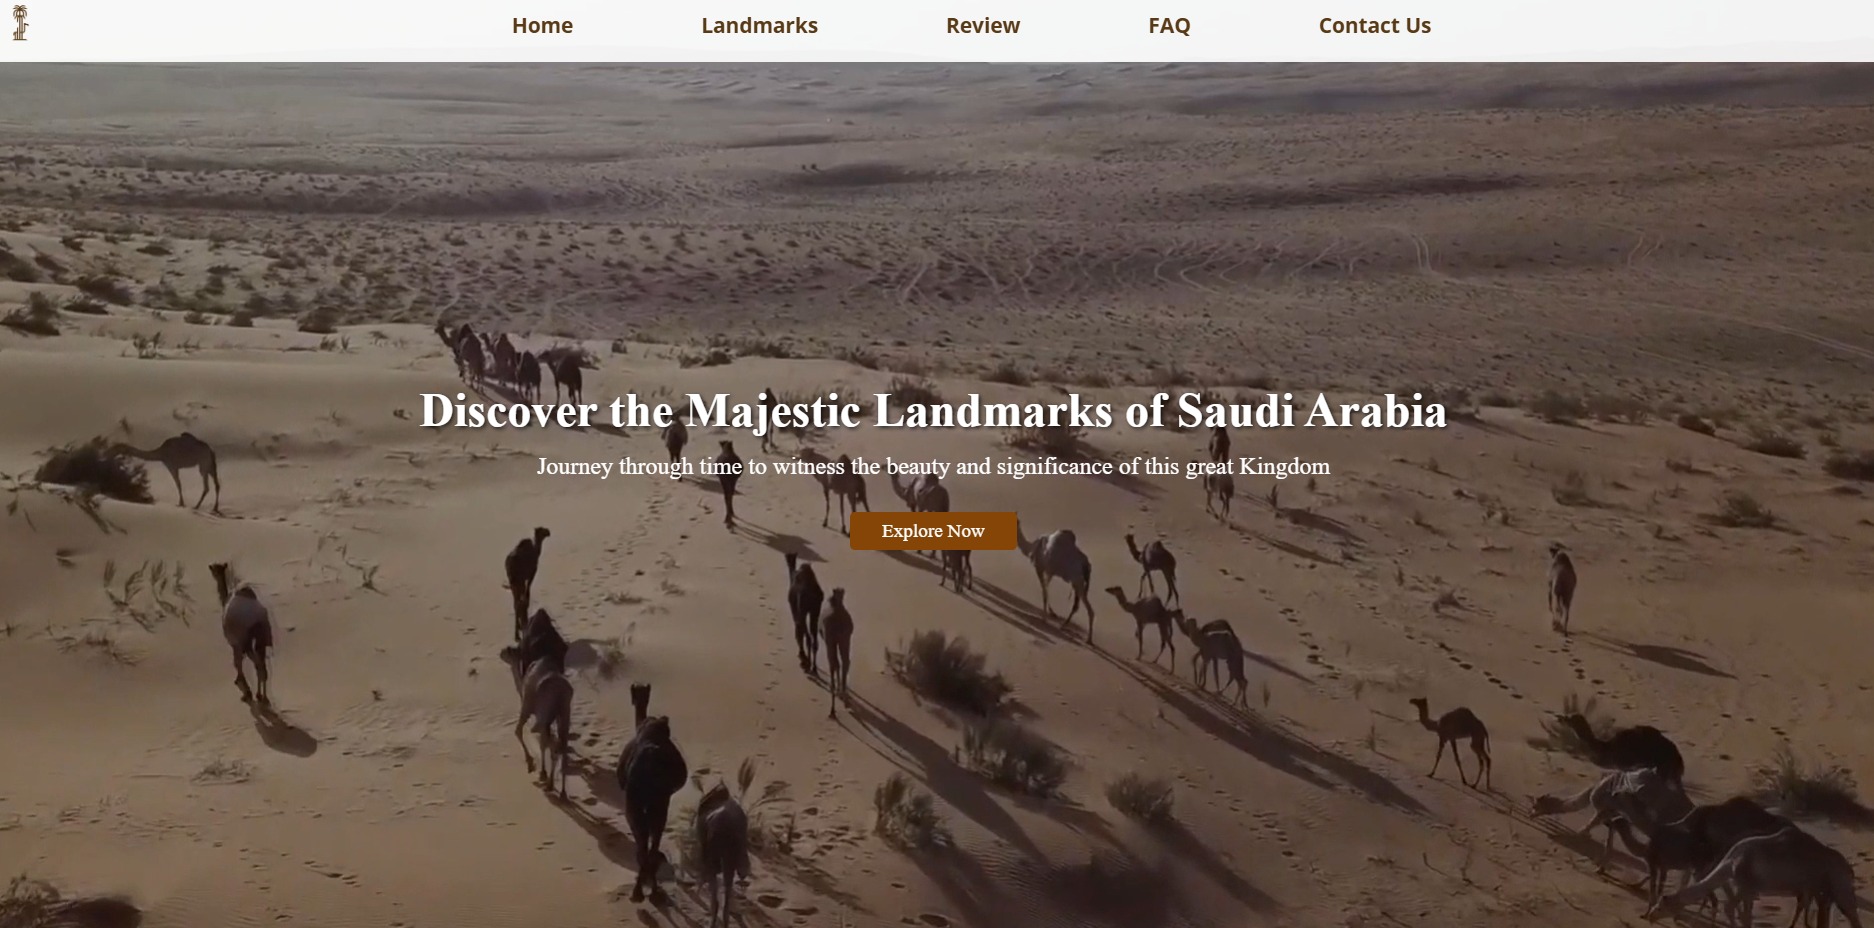 Home Landmarks Review FAQ Contact Us
Discover the Majestic Landmarks of Saudi Arabia
Journey through time to witness the beauty and significance of this great Kingdom
Explore Now